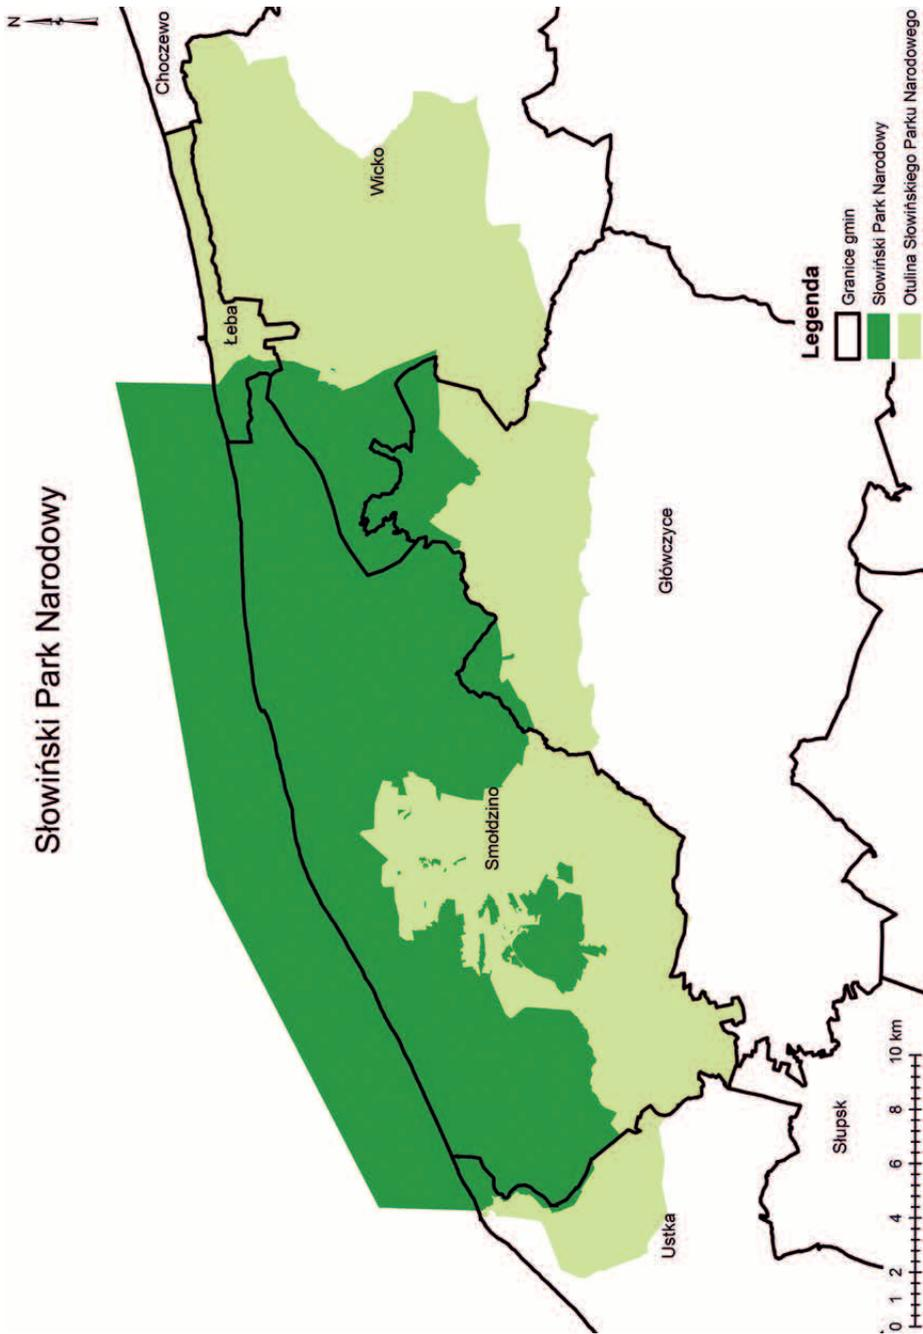 Słowiński Park Narodowy
N
Choczewo
Łeba
Wicko
Smołdzino
Główczyce
Ustka
Słupsk
Legenda
Granice gmin
Słowiński Park Narodowy
Otulina Słowińskiego Parku Narodowego
0 1 2 4 6 8 10 km